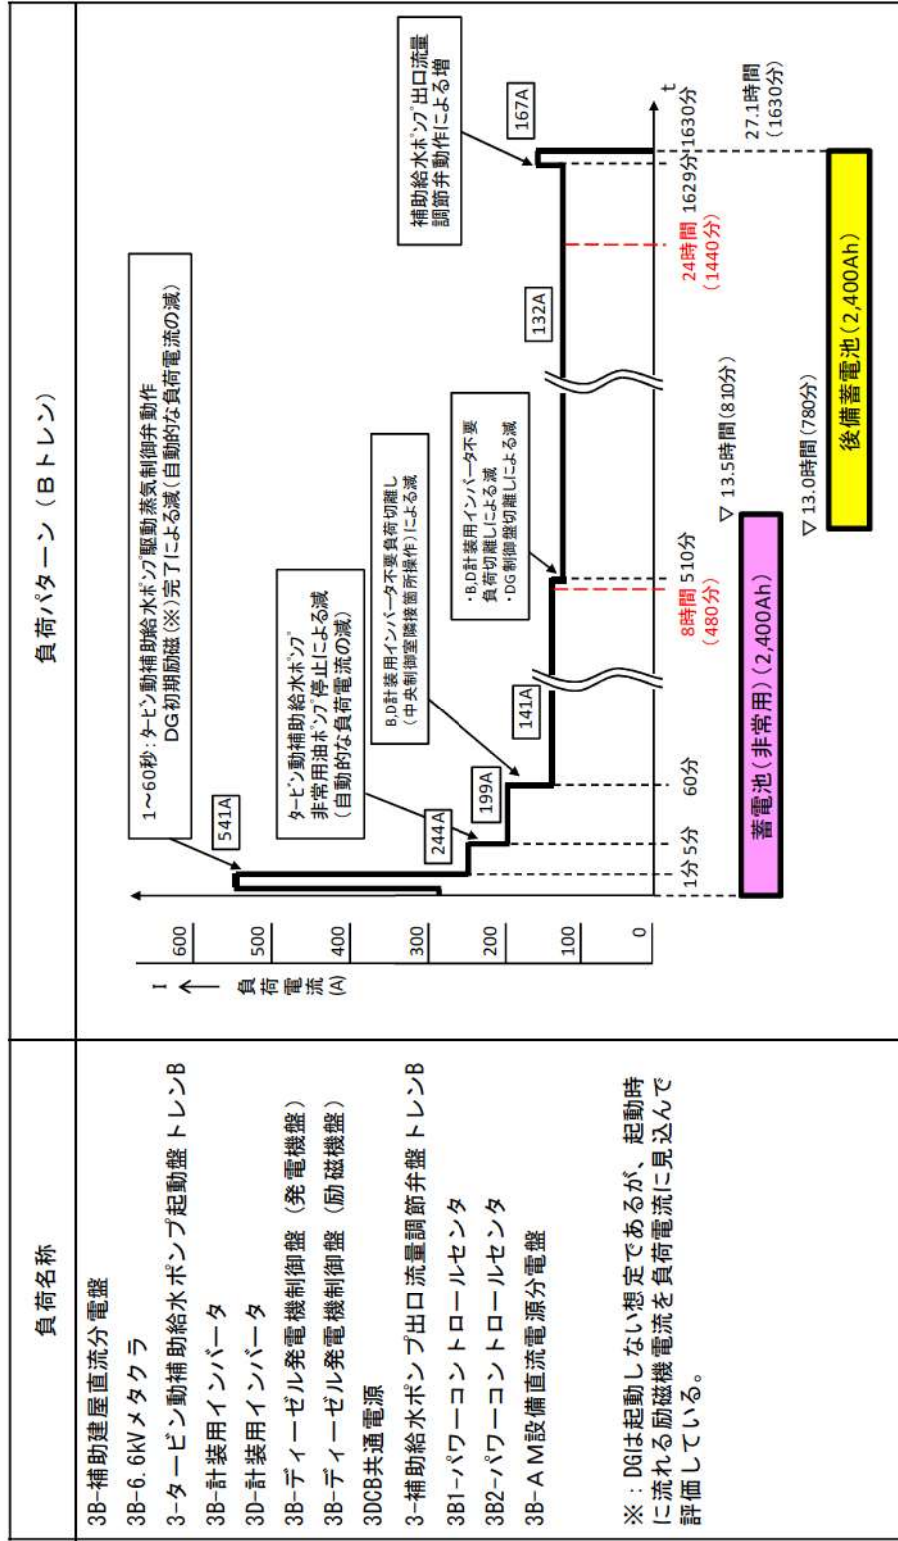 負荷名称
3B-補助建屋直流分電盤
3B-6.6kVメタクラ
3-タービン動補助給水ポンプ起動盤トレンB
3B-計装用インバータ
3D-計装用インバータ
3B-ディーゼル発電機制御盤（発電機盤）
3B-ディーゼル発電機制御盤（励磁機盤）
3DCB共通電源
3-補助給水ポンプ出口流量調節弁盤トレンB
3B1-パワーコントロールセンタ
3B2-パワーコントロールセンタ
3B-ＡＭ設備直流電源分電盤
※：DGは起動しない想定であるが、起動時
に流れる励磁機電流を負荷電流に見込んで
評価している。
負荷パターン（Ｂトレン）
1～60秒：ﾀｰﾋﾞﾝ動補助給水ﾎﾟﾝﾌﾟ駆動蒸気制御弁動作
DG初期励磁(※)完了による減(自動的な負荷電流の減)
541A
ﾀｰﾋﾞﾝ動補助給水ﾎﾟﾝﾌﾟ
非常用油ﾎﾟﾝﾌﾟ停止による減
(自動的な負荷電流の減)
244A
B,D計装用インバータ不要負荷切離し
(中央制御室隣接箇所操作)による減
199A
141A
・B,D計装用インバータ不要
負荷切離しによる減
・DG制御盤切離しによる減
132A
補助給水ﾎﾟﾝﾌﾟ出口流量
調節弁動作による増
167A
I
負荷電流
(A)
600
500
400
300
200
100
0
t
1分
5分
60分
8時間
(480分)
510分
24時間
(1440分)
1629分
1630分
27.1時間
(1630分)
▽13.5時間(810分)
蓄電池(非常用)(2,400Ah)
▽13.0時間(780分)
後備蓄電池(2,400Ah)